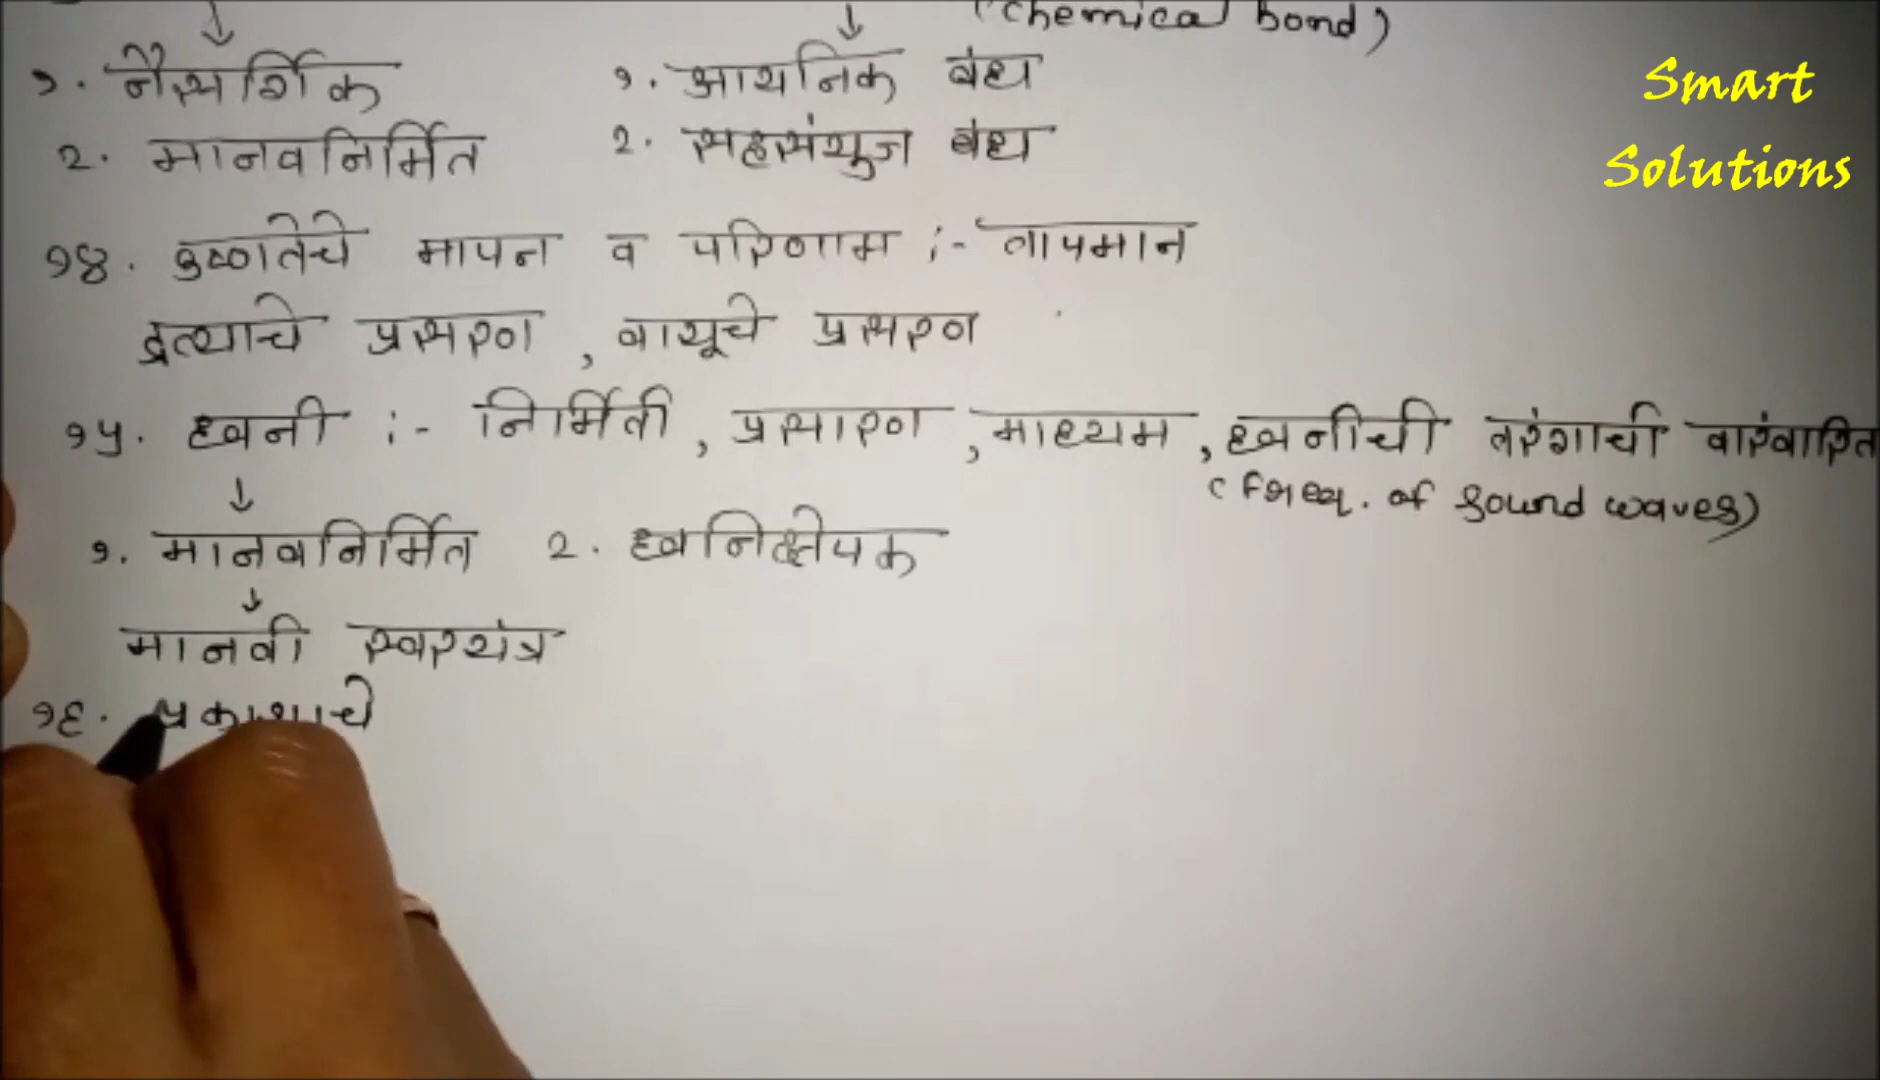 (Chemical bond)
१. नैसर्गिक १. आयनिक बंध
२. मानवनिर्मित २. सहसंयुज बंध
१४. उष्णतेचे मापन व परिणाम :- तापमान
द्रव्याचे प्रसरण , वायूचे प्रसरण
१५. ध्वनी :- निर्मिती , प्रसारण , माध्यम , ध्वनीची तरंगाची वारंवारित
(Freq. of sound waves)
१. मानवनिर्मित २. ध्वनिक्षेपक
मानवी स्वरयंत्र
१६. प्रकाशाचे
Smart
Solutions